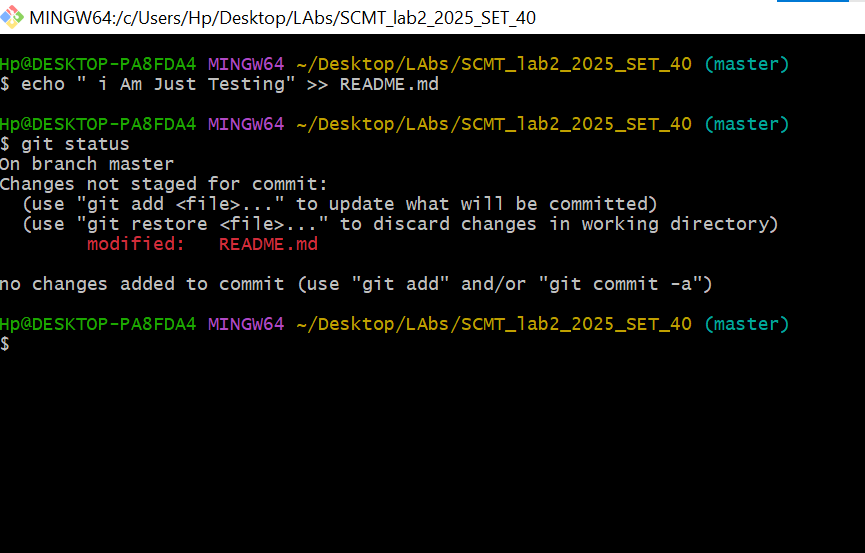 MINGW64:/c/Users/Hp/Desktop/LAbs/SCMT_lab2_2025_SET_40
Hp@DESKTOP-PA8FDA4 MINGW64 ~/Desktop/LAbs/SCMT_lab2_2025_SET_40 (master)
$ echo " i Am Just Testing" >> README.md
Hp@DESKTOP-PA8FDA4 MINGW64 ~/Desktop/LAbs/SCMT_lab2_2025_SET_40 (master)
$ git status
On branch master
Changes not staged for commit:
  (use "git add <file>..." to update what will be committed)
  (use "git restore <file>..." to discard changes in working directory)
        modified:   README.md
no changes added to commit (use "git add" and/or "git commit -a")
Hp@DESKTOP-PA8FDA4 MINGW64 ~/Desktop/LAbs/SCMT_lab2_2025_SET_40 (master)
$